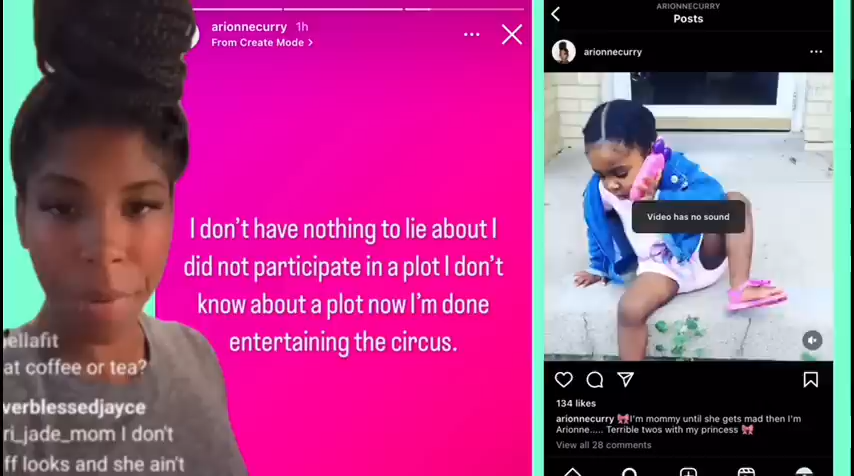 arionnecurry 1h
From Create Mode >
I don't have nothing to lie about I
did not participate in a plot I don't
know about a plot now I'm done
entertaining the circus.
ellafit
at coffee or tea?
verblessedjayce
ri_jade_mom I don't
ff looks and she ain't
ARIONNECURRY
Posts
arionnecurry
Video has no sound
134 likes
arionnecurry 🎀I'm mommy until she gets mad then I'm
Arionne..... Terrible twos with my princess 🎀
View all 28 comments